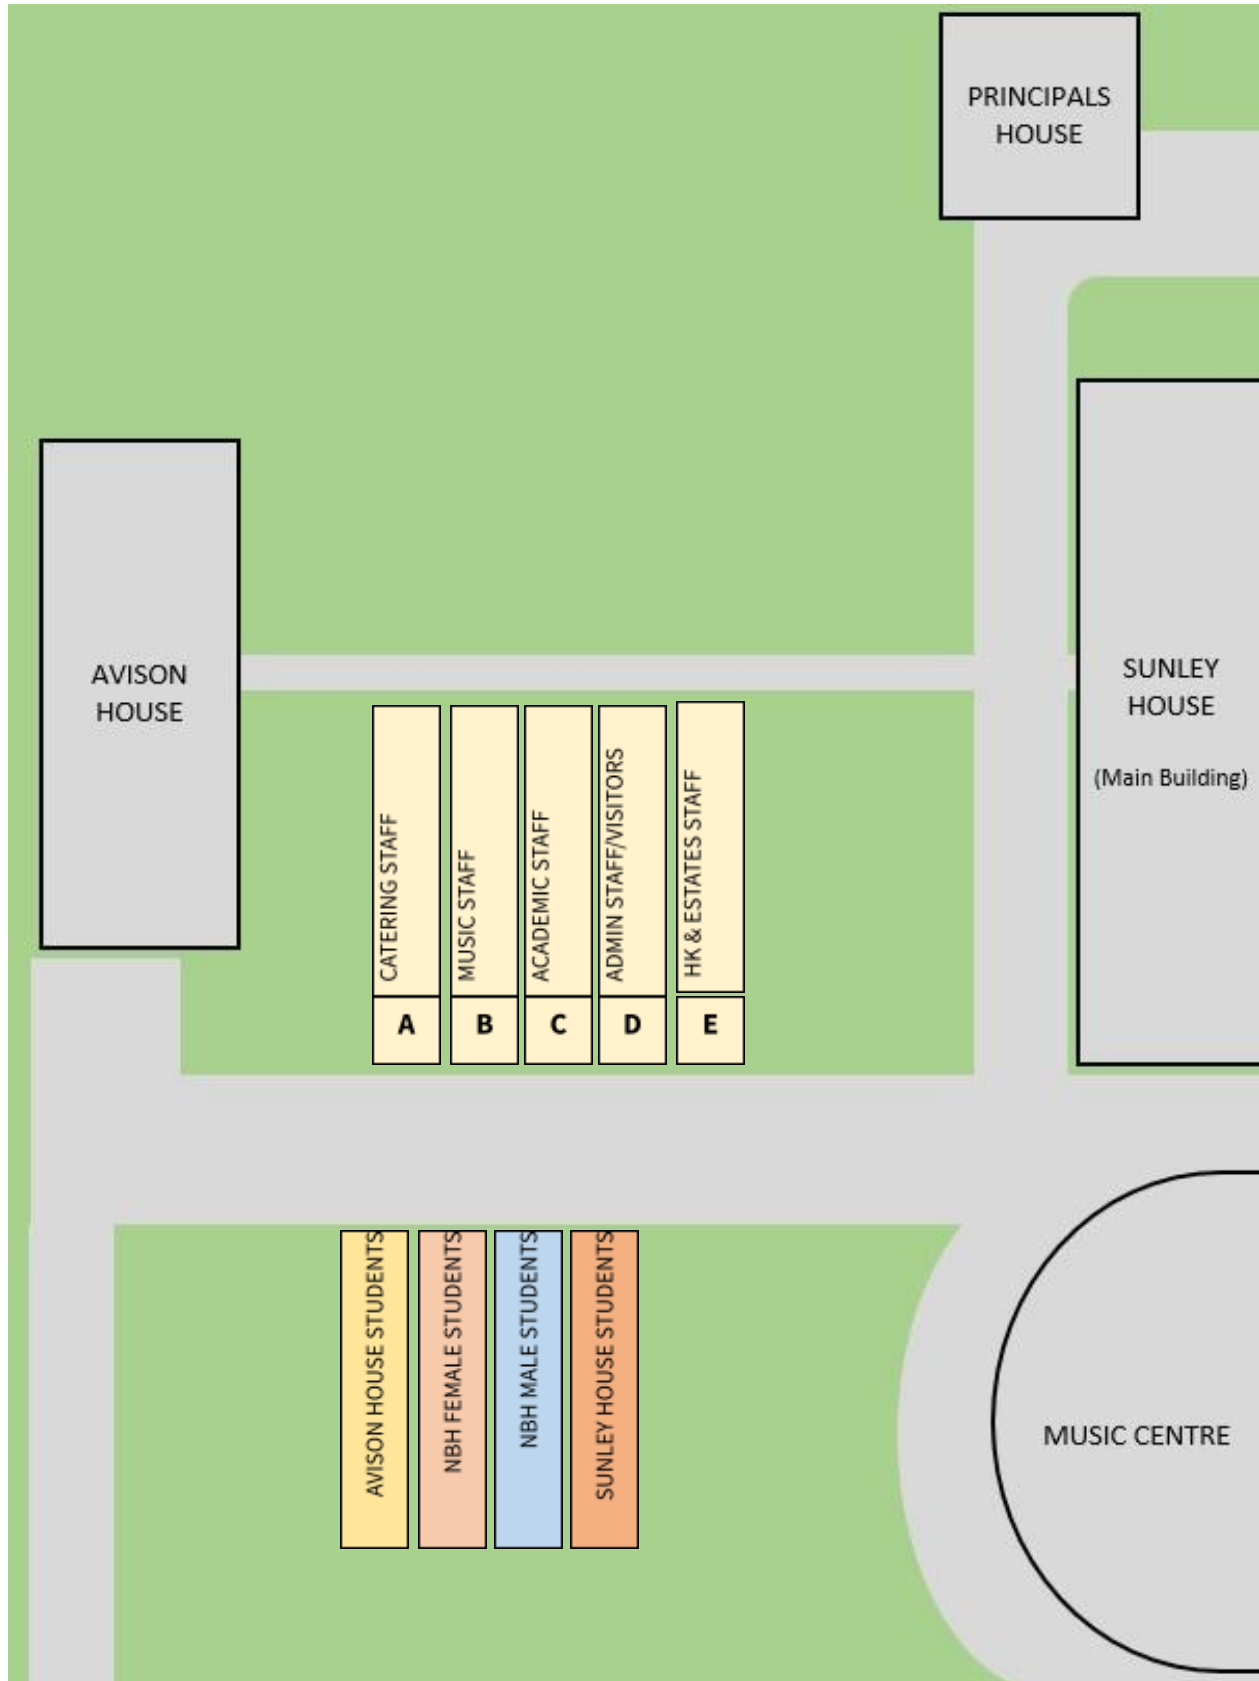 PRINCIPALS
HOUSE
AVISON
HOUSE
SUNLEY
HOUSE
(Main Building)
CATERING STAFF
MUSIC STAFF
ACADEMIC STAFF
ADMIN STAFF/VISITORS
HK & ESTATES STAFF
A
B
C
D
E
AVISON HOUSE STUDENTS
NBH FEMALE STUDENTS
NBH MALE STUDENTS
SUNLEY HOUSE STUDENTS
MUSIC CENTRE